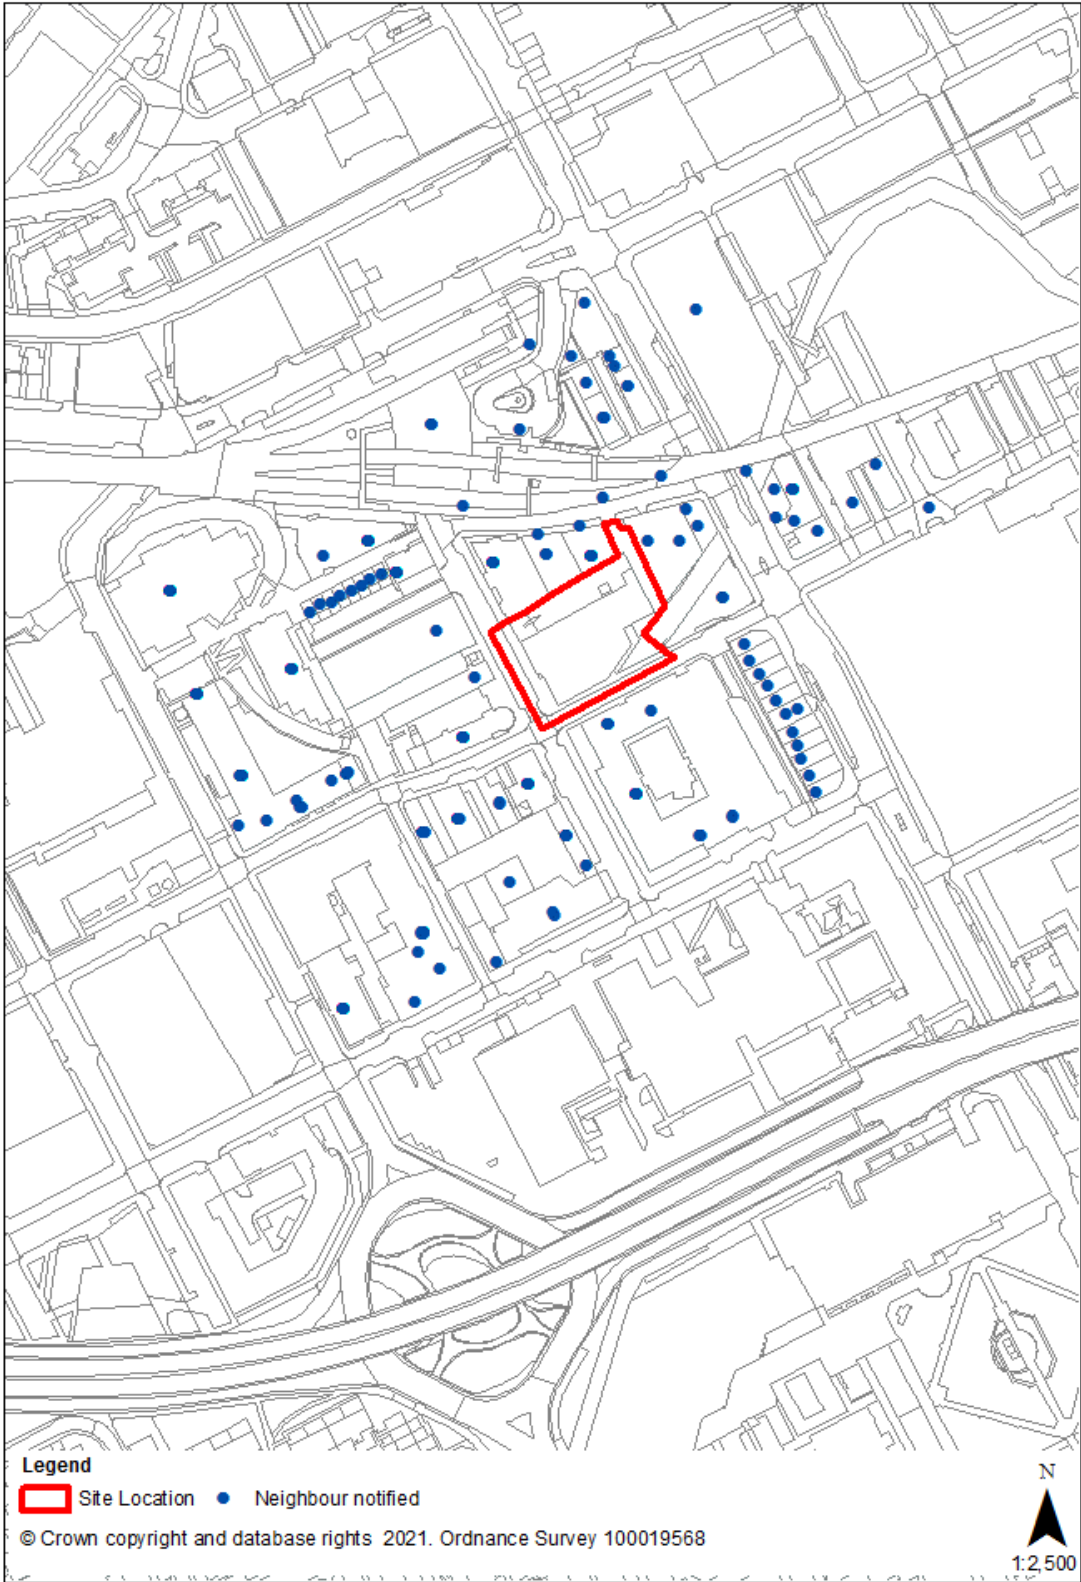 Legend
Site Location
Neighbour notified
© Crown copyright and database rights 2021. Ordnance Survey 100019568
N
1:2,500